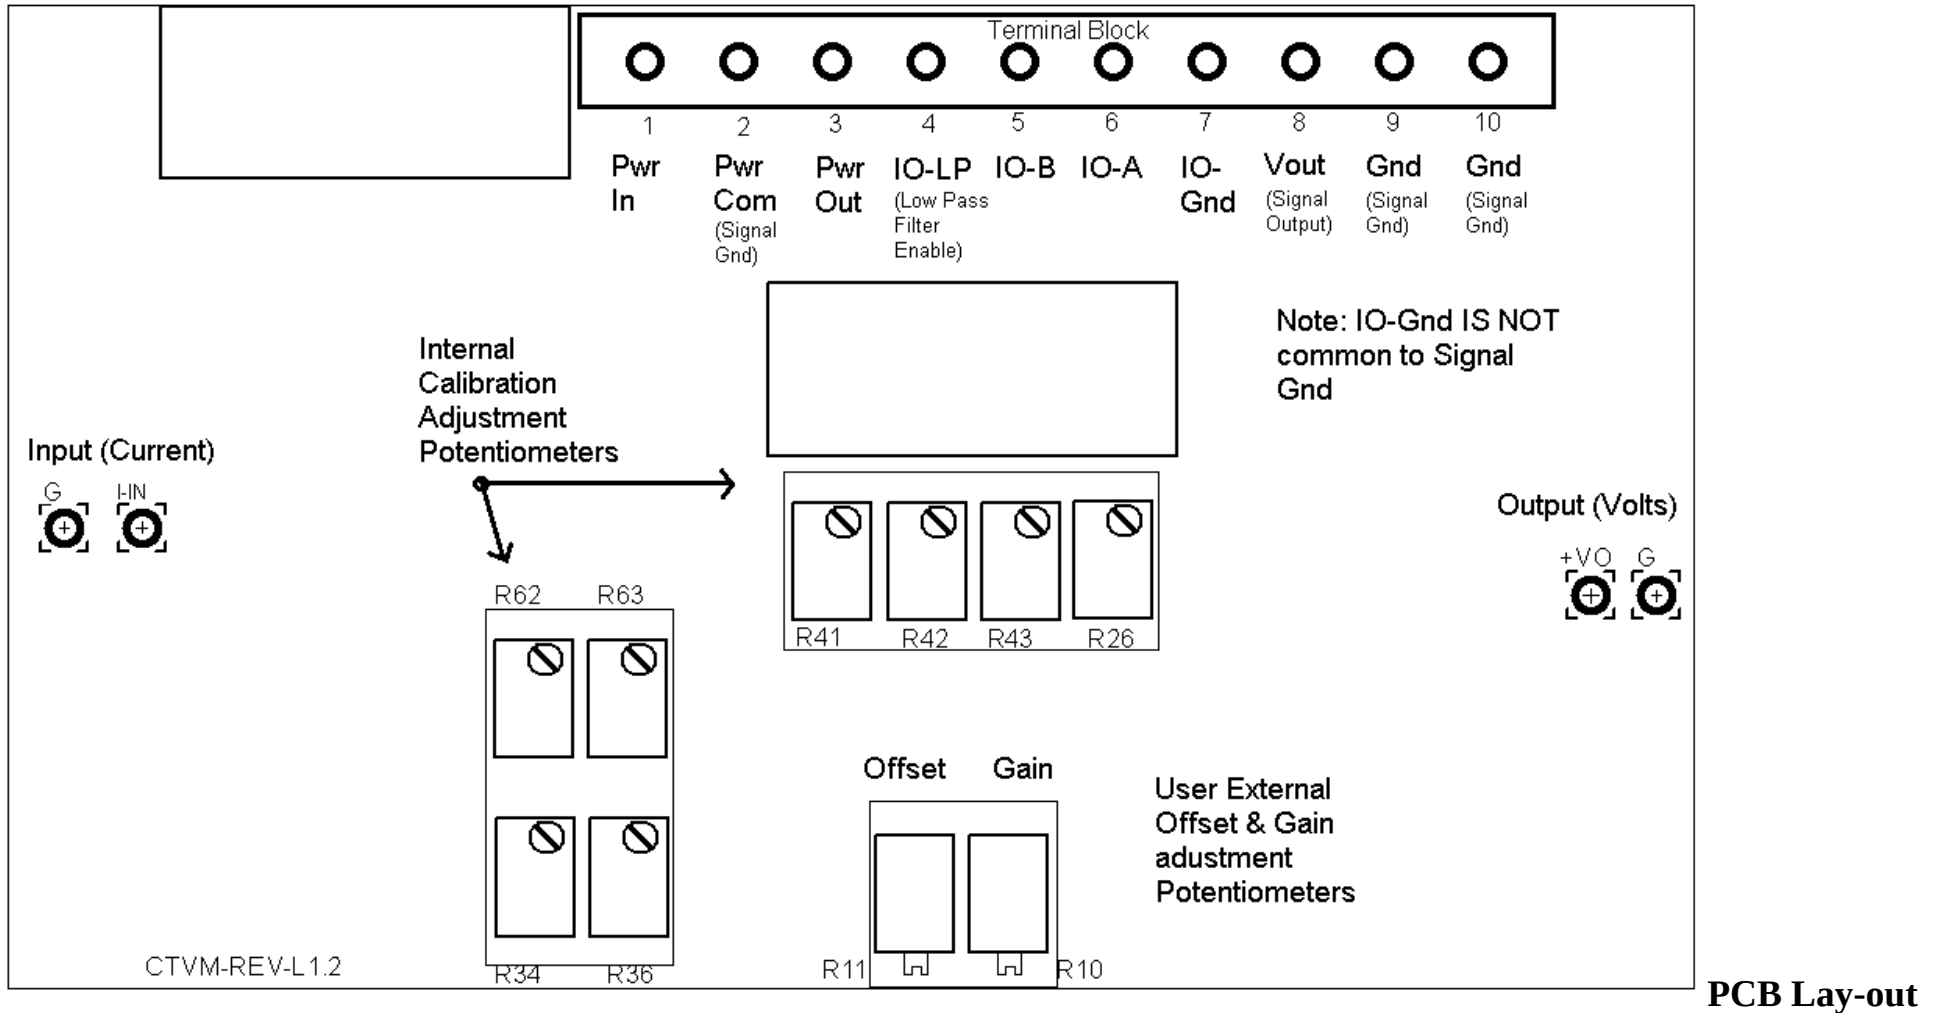 Terminal Block
1 2 3 4 5 6 7 8 9 10
Pwr In
Pwr Com
(Signal Gnd)
Pwr Out
IO-LP
(Low Pass
Filter
Enable)
IO-B
IO-A
IO-
Gnd
Vout
(Signal
Output)
Gnd
(Signal
Gnd)
Gnd
(Signal
Gnd)
Note: IO-Gnd IS NOT
common to Signal
Gnd
Internal
Calibration
Adjustment
Potentiometers
Input (Current)
G I-IN
Output (Volts)
+VO G
R62 R63
R41 R42 R43 R26
Offset Gain
User External
Offset & Gain
adustment
Potentiometers
CTVM-REV-L1.2
R34 R36
R11 R10
PCB Lay-out